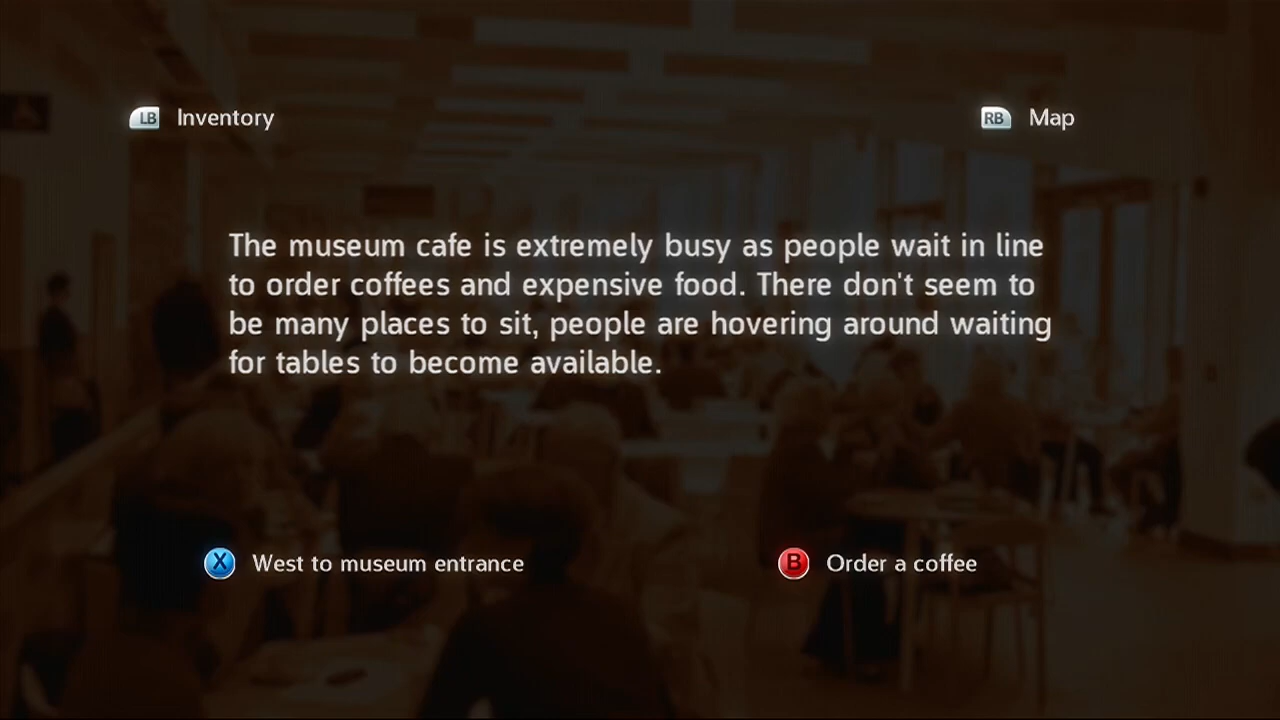 LB Inventory
RB Map
The museum cafe is extremely busy as people wait in line
to order coffees and expensive food. There don't seem to
be many places to sit, people are hovering around waiting
for tables to become available.
X West to museum entrance
B Order a coffee